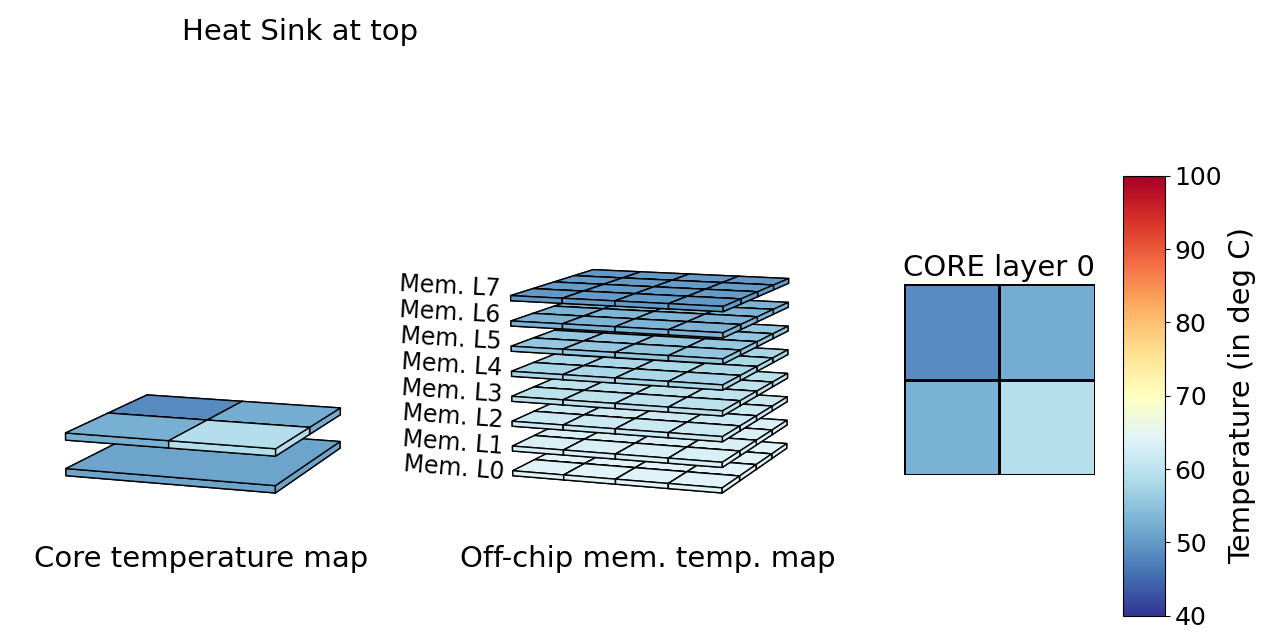 Heat Sink at top
Mem. L7
Mem. L6
Mem. L5
Mem. L4
Mem. L3
Mem. L2
Mem. L1
Mem. L0
Core temperature map
Off-chip mem. temp. map
CORE layer 0
100
90
80
70
60
50
40
Temperature (in deg C)